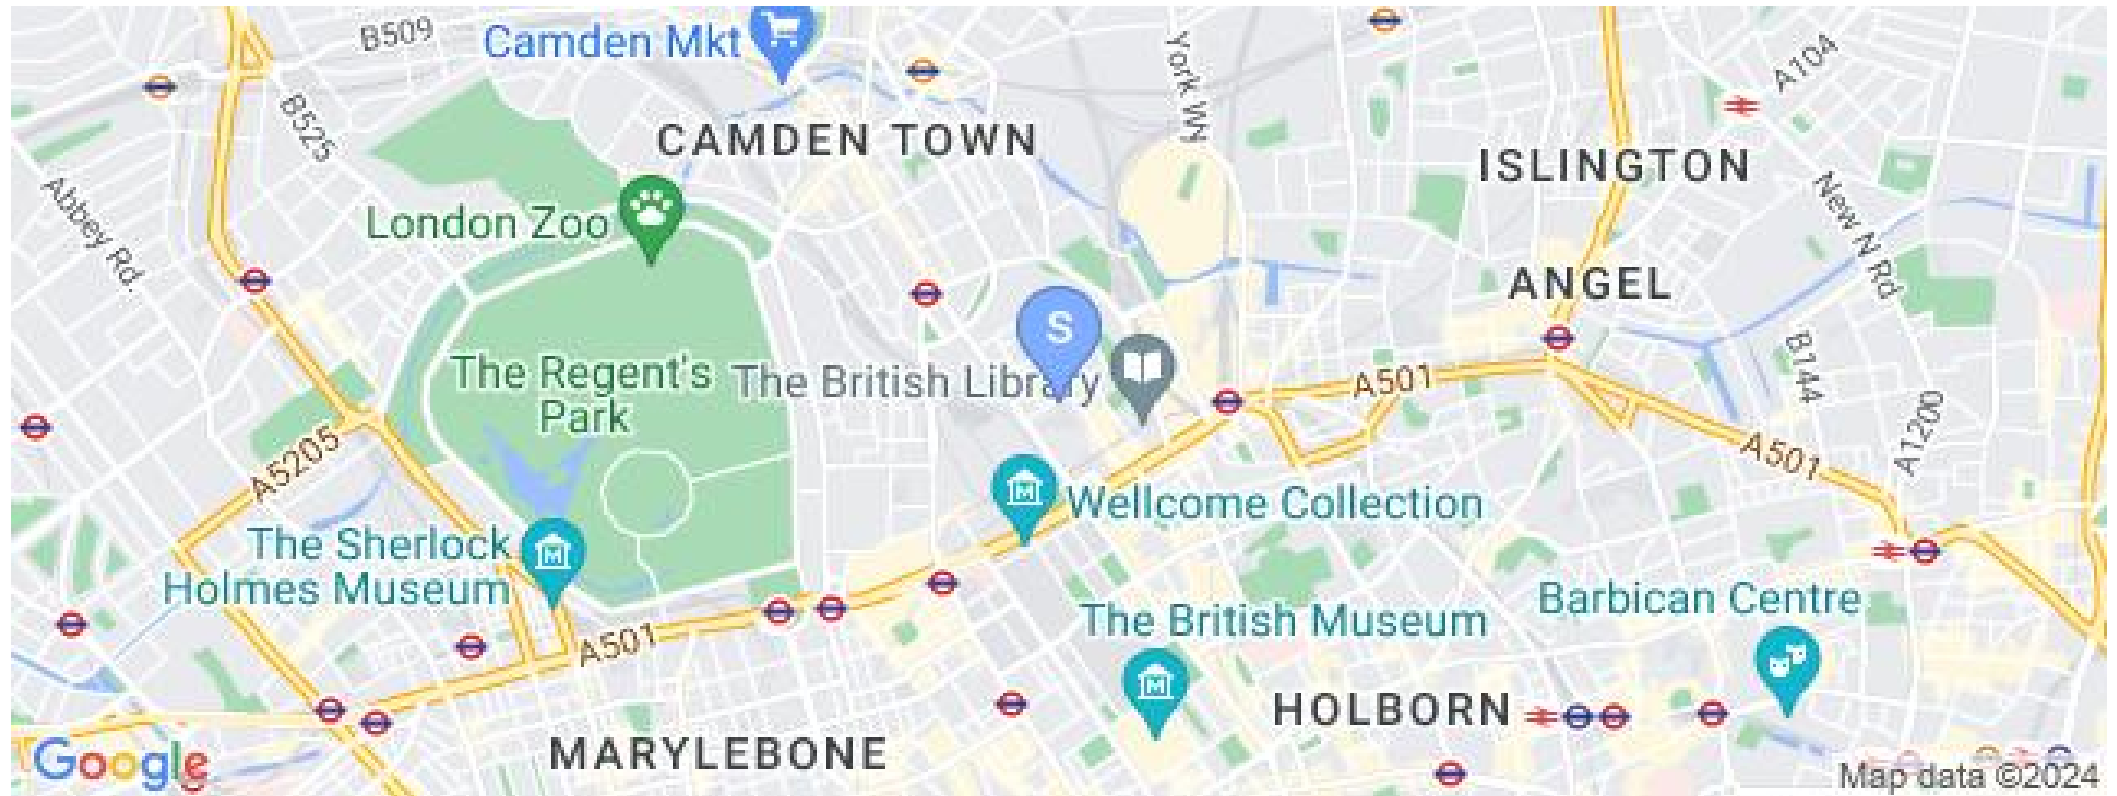 B509
Camden Mkt
York Wy
A104
B525
CAMDEN TOWN
ISLINGTON
Abbey Rd.
London Zoo
New N Rd
ANGEL
S
The Regent's
Park
The British Library
A501
B144
A1200
A5205
A501
Wellcome Collection
The Sherlock
Holmes Museum
Barbican Centre
The British Museum
A501
HOLBORN
MARYLEBONE
Google
Map data ©2024